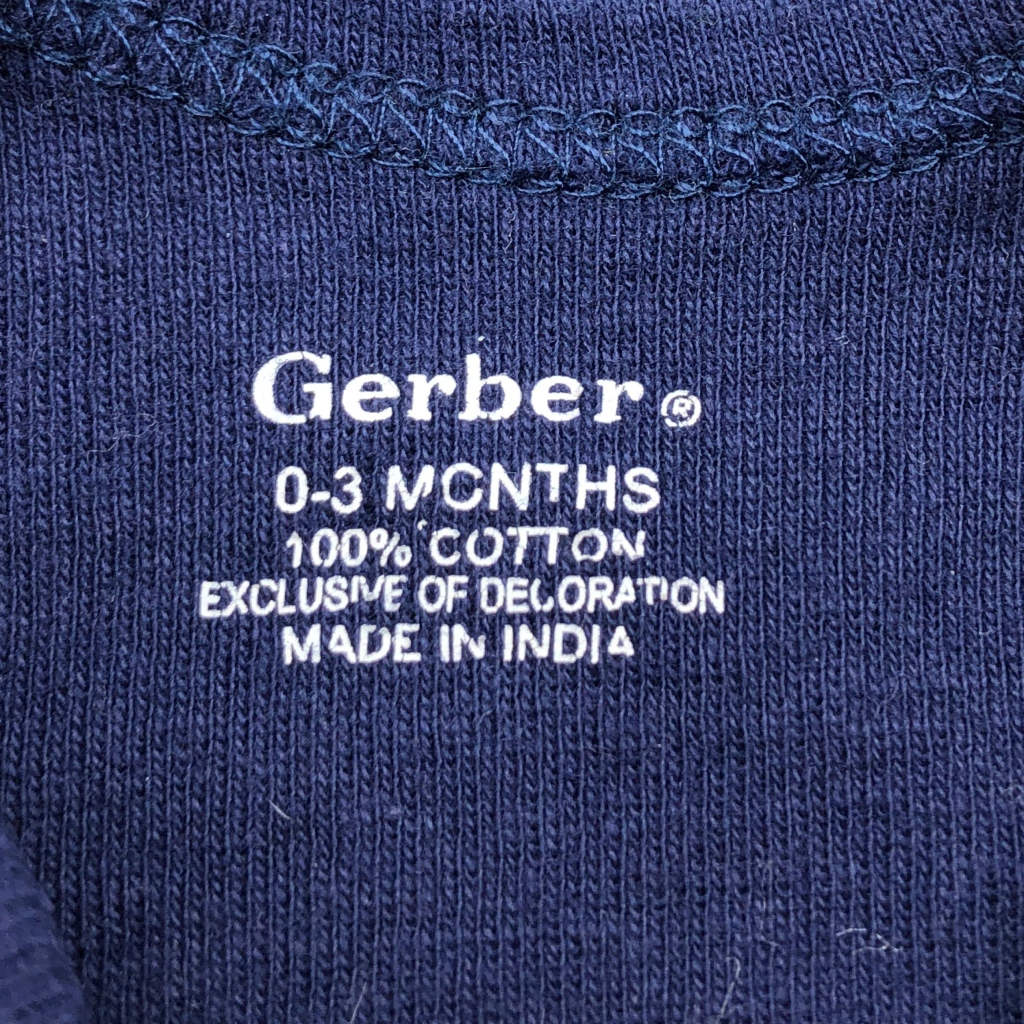 Gerber®
0-3 MONTHS
100% COTTON
EXCLUSIVE OF DECORATION
MADE IN INDIA